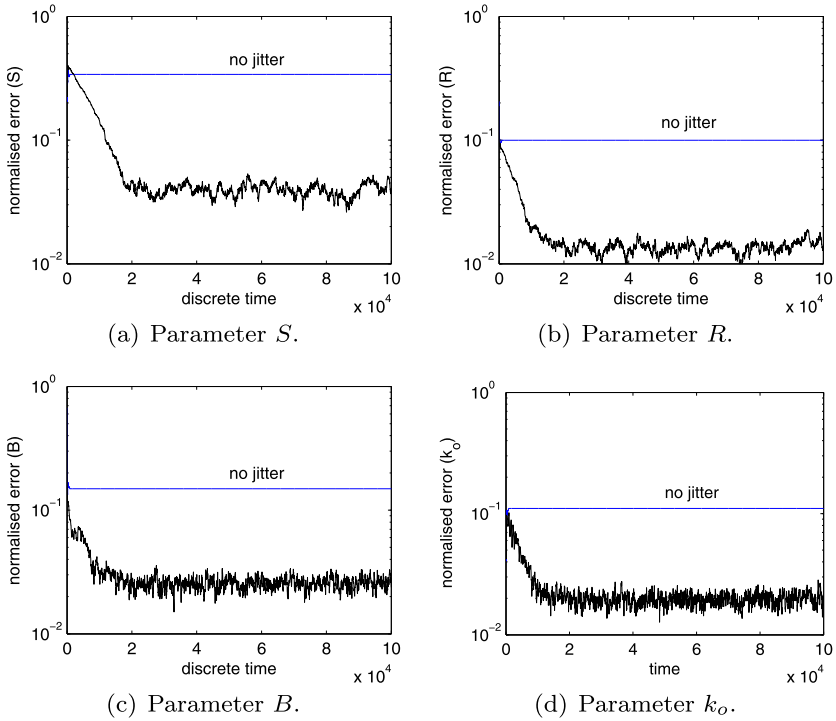 10^0
10^-1
10^-2
normalised error (S)
no jitter
0 2 4 6 8 10
discrete time
x 10^4
(a) Parameter S.
10^0
10^-1
10^-2
normalised error (R)
no jitter
0 2 4 6 8 10
discrete time
x 10^4
(b) Parameter R.
10^0
10^-1
10^-2
normalised error (B)
no jitter
0 2 4 6 8 10
discrete time
x 10^4
(c) Parameter B.
10^0
10^-1
10^-2
normalised error (k_o)
no jitter
0 2 4 6 8 10
time
x 10^4
(d) Parameter k_o.